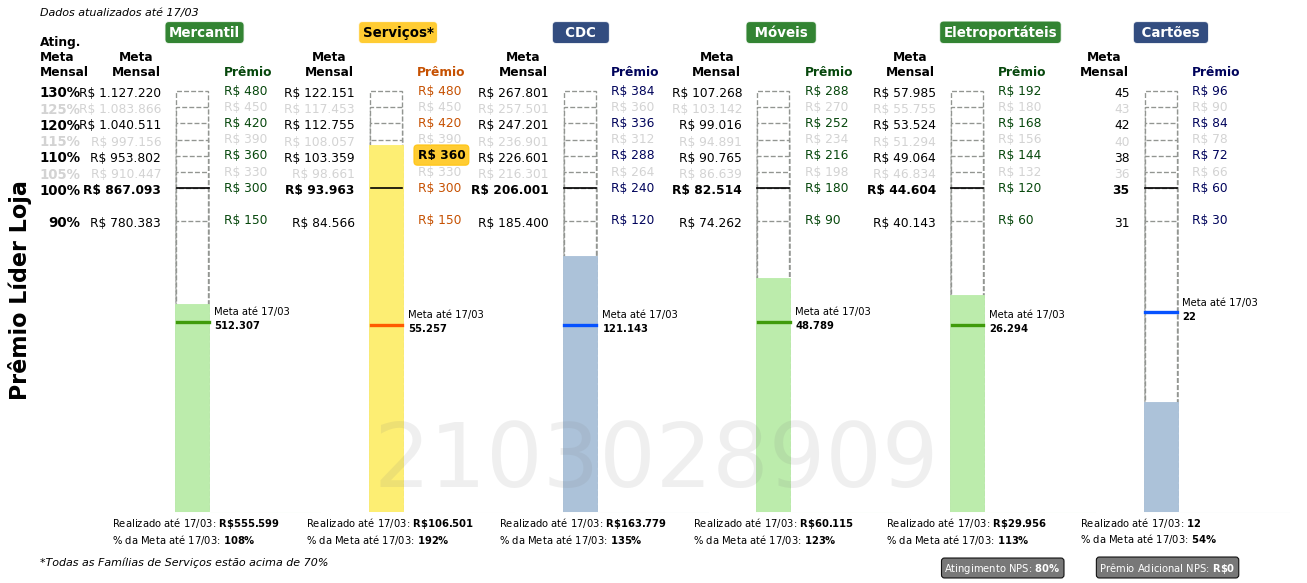 Dados atualizados até 17/03
Mercantil Serviços* CDC Móveis Eletroportáteis Cartões
Ating. Meta Mensal Meta Mensal Prêmio Meta Mensal Prêmio Meta Mensal Prêmio Meta Mensal Prêmio Meta Mensal Prêmio Meta Mensal Prêmio
130% R$ 1.127.220 R$ 480 R$ 122.151 R$ 480 R$ 267.801 R$ 384 R$ 107.268 R$ 288 R$ 57.985 R$ 192 45 R$ 96
125% R$ 1.083.866 R$ 450 R$ 117.453 R$ 450 R$ 257.501 R$ 360 R$ 103.142 R$ 270 R$ 55.755 R$ 180 43 R$ 90
120% R$ 1.040.511 R$ 420 R$ 112.755 R$ 420 R$ 247.201 R$ 336 R$ 99.016 R$ 252 R$ 53.524 R$ 168 42 R$ 84
115% R$ 997.156 R$ 390 R$ 108.057 R$ 390 R$ 236.901 R$ 312 R$ 94.891 R$ 234 R$ 51.294 R$ 156 40 R$ 78
110% R$ 953.802 R$ 360 R$ 103.359 R$ 360 R$ 226.601 R$ 288 R$ 90.765 R$ 216 R$ 49.064 R$ 144 38 R$ 72
105% R$ 910.447 R$ 330 R$ 98.661 R$ 330 R$ 216.301 R$ 264 R$ 86.639 R$ 198 R$ 46.834 R$ 132 36 R$ 66
100% R$ 867.093 R$ 300 R$ 93.963 R$ 300 R$ 206.001 R$ 240 R$ 82.514 R$ 180 R$ 44.604 R$ 120 35 R$ 60
90% R$ 780.383 R$ 150 R$ 84.566 R$ 150 R$ 185.400 R$ 120 R$ 74.262 R$ 90 R$ 40.143 R$ 60 31 R$ 30
Prêmio Líder Loja
Meta até 17/03 Meta até 17/03 Meta até 17/03 Meta até 17/03 Meta até 17/03 Meta até 17/03
512.307 55.257 121.143 48.789 26.294 22
2103028909
Realizado até 17/03: R$555.599 Realizado até 17/03: R$106.501 Realizado até 17/03: R$163.779 Realizado até 17/03: R$60.115 Realizado até 17/03: R$29.956 Realizado até 17/03: 12
% da Meta até 17/03: 108% % da Meta até 17/03: 192% % da Meta até 17/03: 135% % da Meta até 17/03: 123% % da Meta até 17/03: 113% % da Meta até 17/03: 54%
*Todas as Famílias de Serviços estão acima de 70% Atingimento NPS: 80% Prêmio Adicional NPS: R$0